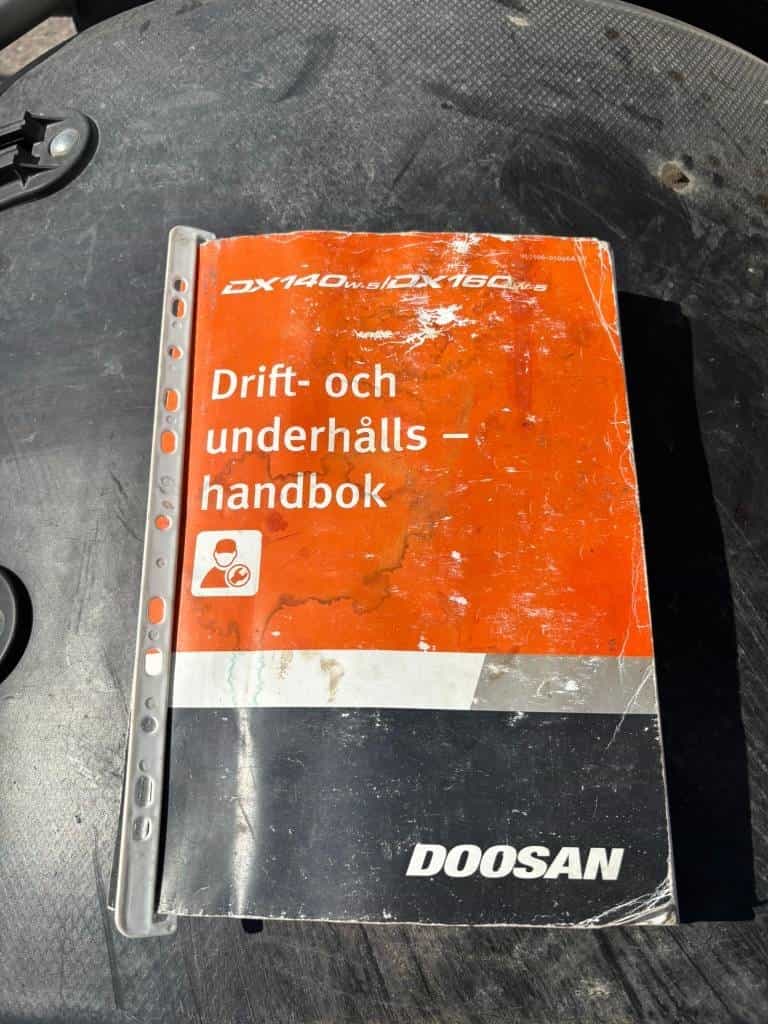 DX140W-5/DX160W-5
Drift- och
underhålls –
handbok
DOOSAN